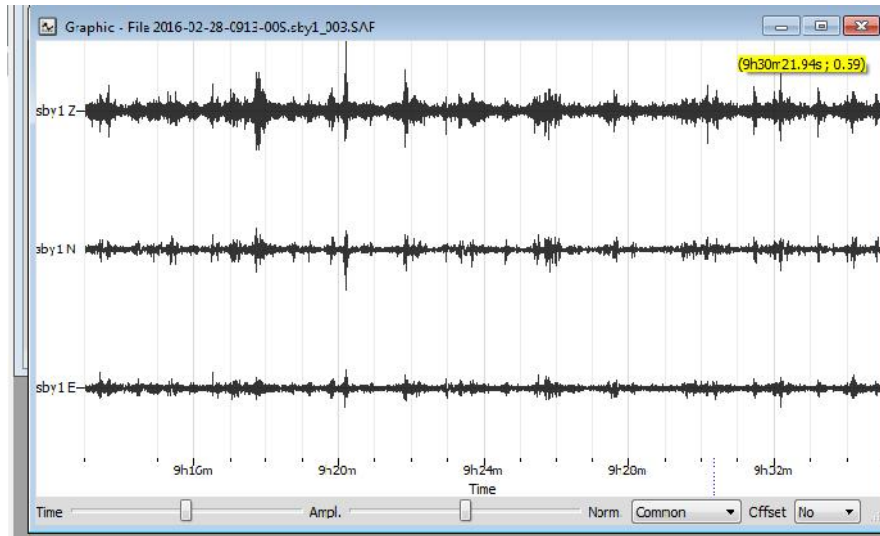 Graphic - File 2016-02-28-0913-00S.sby1_003.SAF
(9h30m21.94s ; 0.59)
sby1 Z
sby1 N
sby1 E
9h16m 9h20m 9h24m 9h28m 9h32m
Time
Time Ampl. Norm Common Offset No